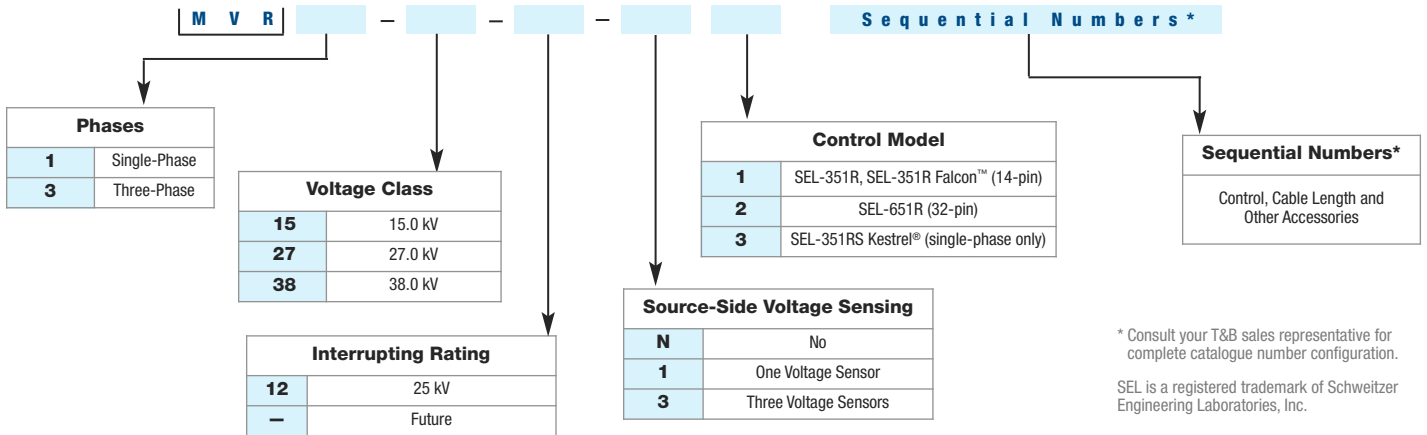 M V R – – – Sequential Numbers*
Phases
1 Single-Phase
3 Three-Phase
Voltage Class
15 15.0 kV
27 27.0 kV
38 38.0 kV
Interrupting Rating
12 25 kV
– Future
Source-Side Voltage Sensing
N No
1 One Voltage Sensor
3 Three Voltage Sensors
Control Model
1 SEL-351R, SEL-351R Falcon™ (14-pin)
2 SEL-651R (32-pin)
3 SEL-351RS Kestrel® (single-phase only)
Sequential Numbers*
Control, Cable Length and
Other Accessories
* Consult your T&B sales representative for
complete catalogue number configuration.
SEL is a registered trademark of Schweitzer
Engineering Laboratories, Inc.